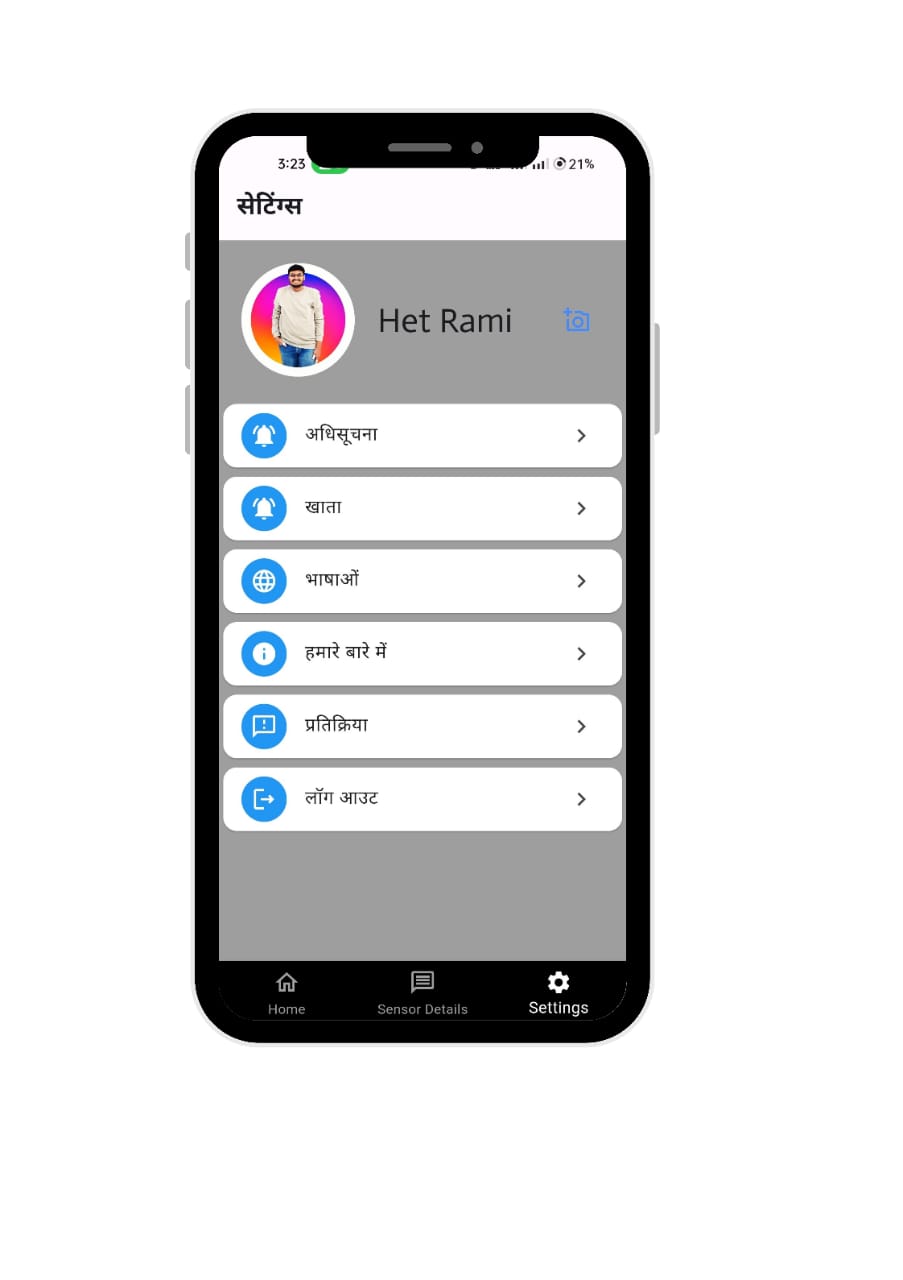 3:23
21%
सेटिंग्स
Het Rami
अधिसूचना
खाता
भाषाओं
हमारे बारे में
प्रतिक्रिया
लॉग आउट
Home Sensor Details Settings